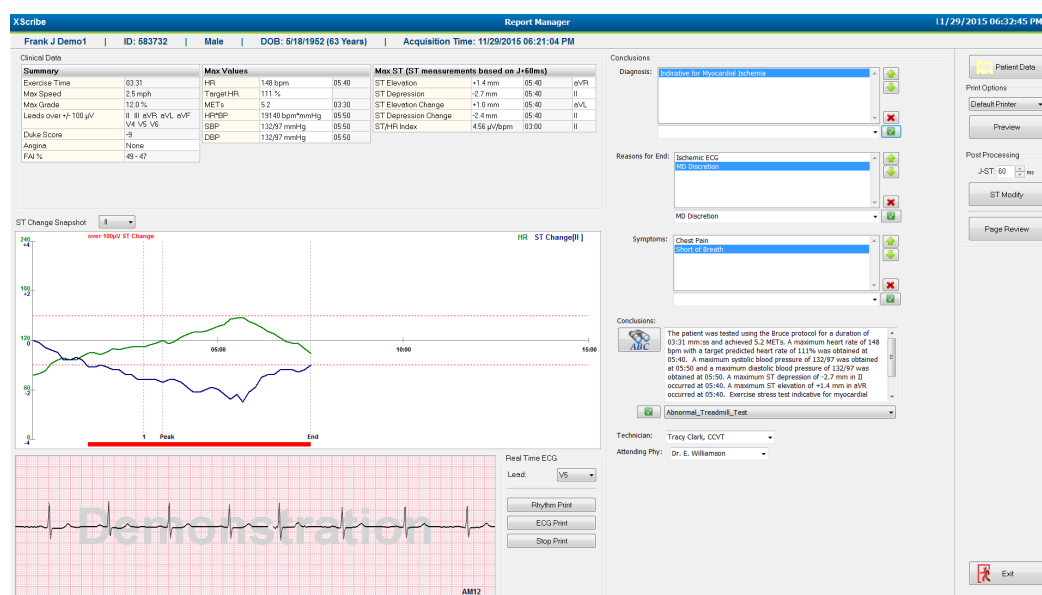 XScribe Report Manager 11/29/2015 06:32:45 PM
Frank J Demo1 | ID: 583732 | Male | DOB: 5/18/1952 (63 Years) | Acquisition Time: 11/29/2015 06:21:04 PM
Clinical Data
Summary
Exercise Time 03:31
Max Speed 2.5 mph
Max Grade 12.0 %
Leads over +/- 100 µV II III aVR aVL aVF
V4 V5 V6
Duke Score -9
Angina None
FAI % 49 - 47
Max Values
HR 148 bpm 05:40
Target HR 111 %
METs 5.2 03:30
HR*BP 19140 bpm*mmHg 05:50
SBP 132/97 mmHg 05:50
DBP 132/97 mmHg 05:50
Max ST (ST measurements based on J+60ms)
ST Elevation +1.4 mm 05:40 aVR
ST Depression -2.7 mm 05:40 II
ST Elevation Change +1.0 mm 05:40 aVL
ST Depression Change -2.4 mm 05:40 II
ST/HR Index 4.56 µV/bpm 03:00 II
ST Change Snapshot II
over 100µV ST Change
HR ST Change[II ]
240
+4
180
+2
120
0
60
-2
0
-4
05:00 10:00 15:00
1 Peak End
Demonstration
AM12
Real Time ECG
Lead: V5
Rhythm Print
ECG Print
Stop Print
Conclusions
Diagnosis: Indicative for Myocardial Ischemia
Reasons for End: Ischemic ECG
MD Discretion
MD Discretion
Symptoms: Chest Pain
Short of Breath
Conclusions:
ABC
The patient was tested using the Bruce protocol for a duration of
03:31 mm:ss and achieved 5.2 METs. A maximum heart rate of 148
bpm with a target predicted heart rate of 111% was obtained at
05:40. A maximum systolic blood pressure of 132/97 was obtained
at 05:50 and a maximum diastolic blood pressure of 132/97 was
obtained at 05:50. A maximum ST depression of -2.7 mm in II
occurred at 05:40. A maximum ST elevation of +1.4 mm in aVR
occurred at 05:40. Exercise stress test indicative for myocardial
Abnormal_Treadmill_Test
Technician: Tracy Clark, CCVT
Attending Phy: Dr. E. Williamson
Patient Data
Print Options
Default Printer
Preview
Post Processing
J-ST: 60 ms
ST Modify
Page Review
Exit